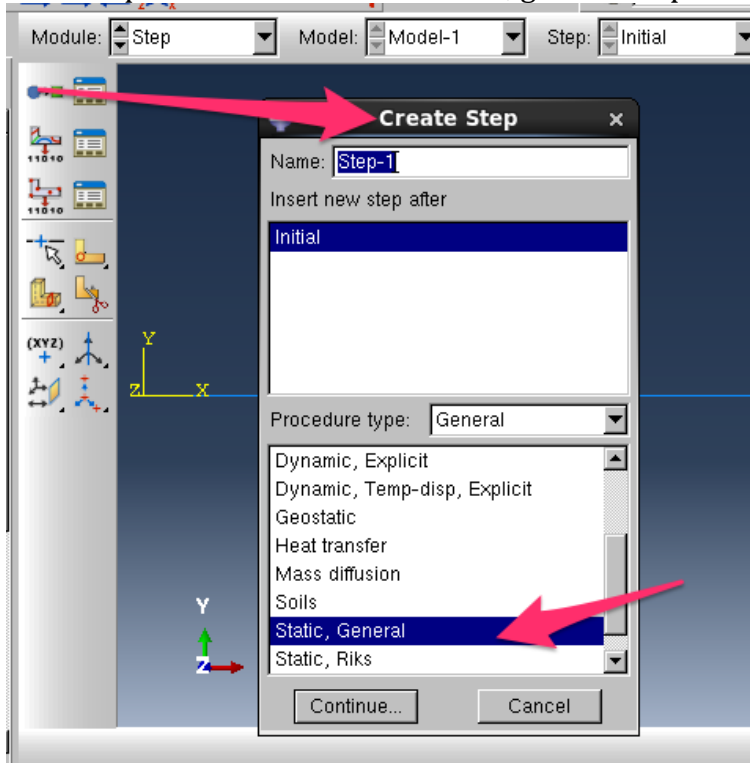 Module: Step Model: Model-1 Step: Initial
Create Step
Name: Step-1
Insert new step after
Initial
(XYZ)
Y
Z X
Procedure type: General
Dynamic, Explicit
Dynamic, Temp-disp, Explicit
Geostatic
Heat transfer
Mass diffusion
Soils
Static, General
Static, Riks
Y
Z
Continue... Cancel
11010
11010